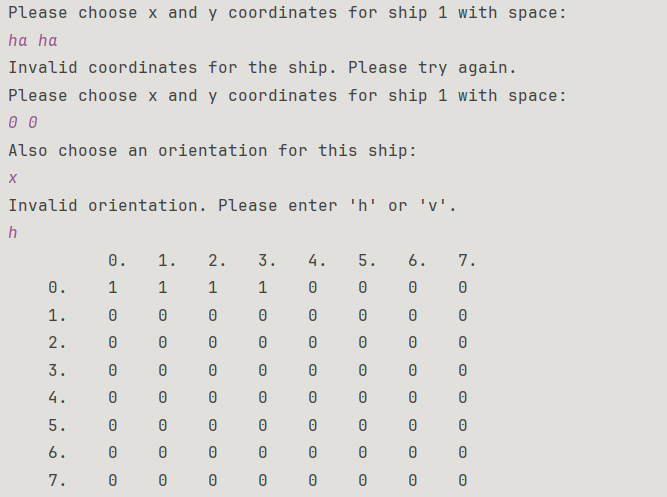 Please choose x and y coordinates for ship 1 with space:
ha ha
Invalid coordinates for the ship. Please try again.
Please choose x and y coordinates for ship 1 with space:
0 0
Also choose an orientation for this ship:
x
Invalid orientation. Please enter 'h' or 'v'.
h
0. 1. 2. 3. 4. 5. 6. 7.
0. 1 1 1 1 0 0 0 0
1. 0 0 0 0 0 0 0 0
2. 0 0 0 0 0 0 0 0
3. 0 0 0 0 0 0 0 0
4. 0 0 0 0 0 0 0 0
5. 0 0 0 0 0 0 0 0
6. 0 0 0 0 0 0 0 0
7. 0 0 0 0 0 0 0 0